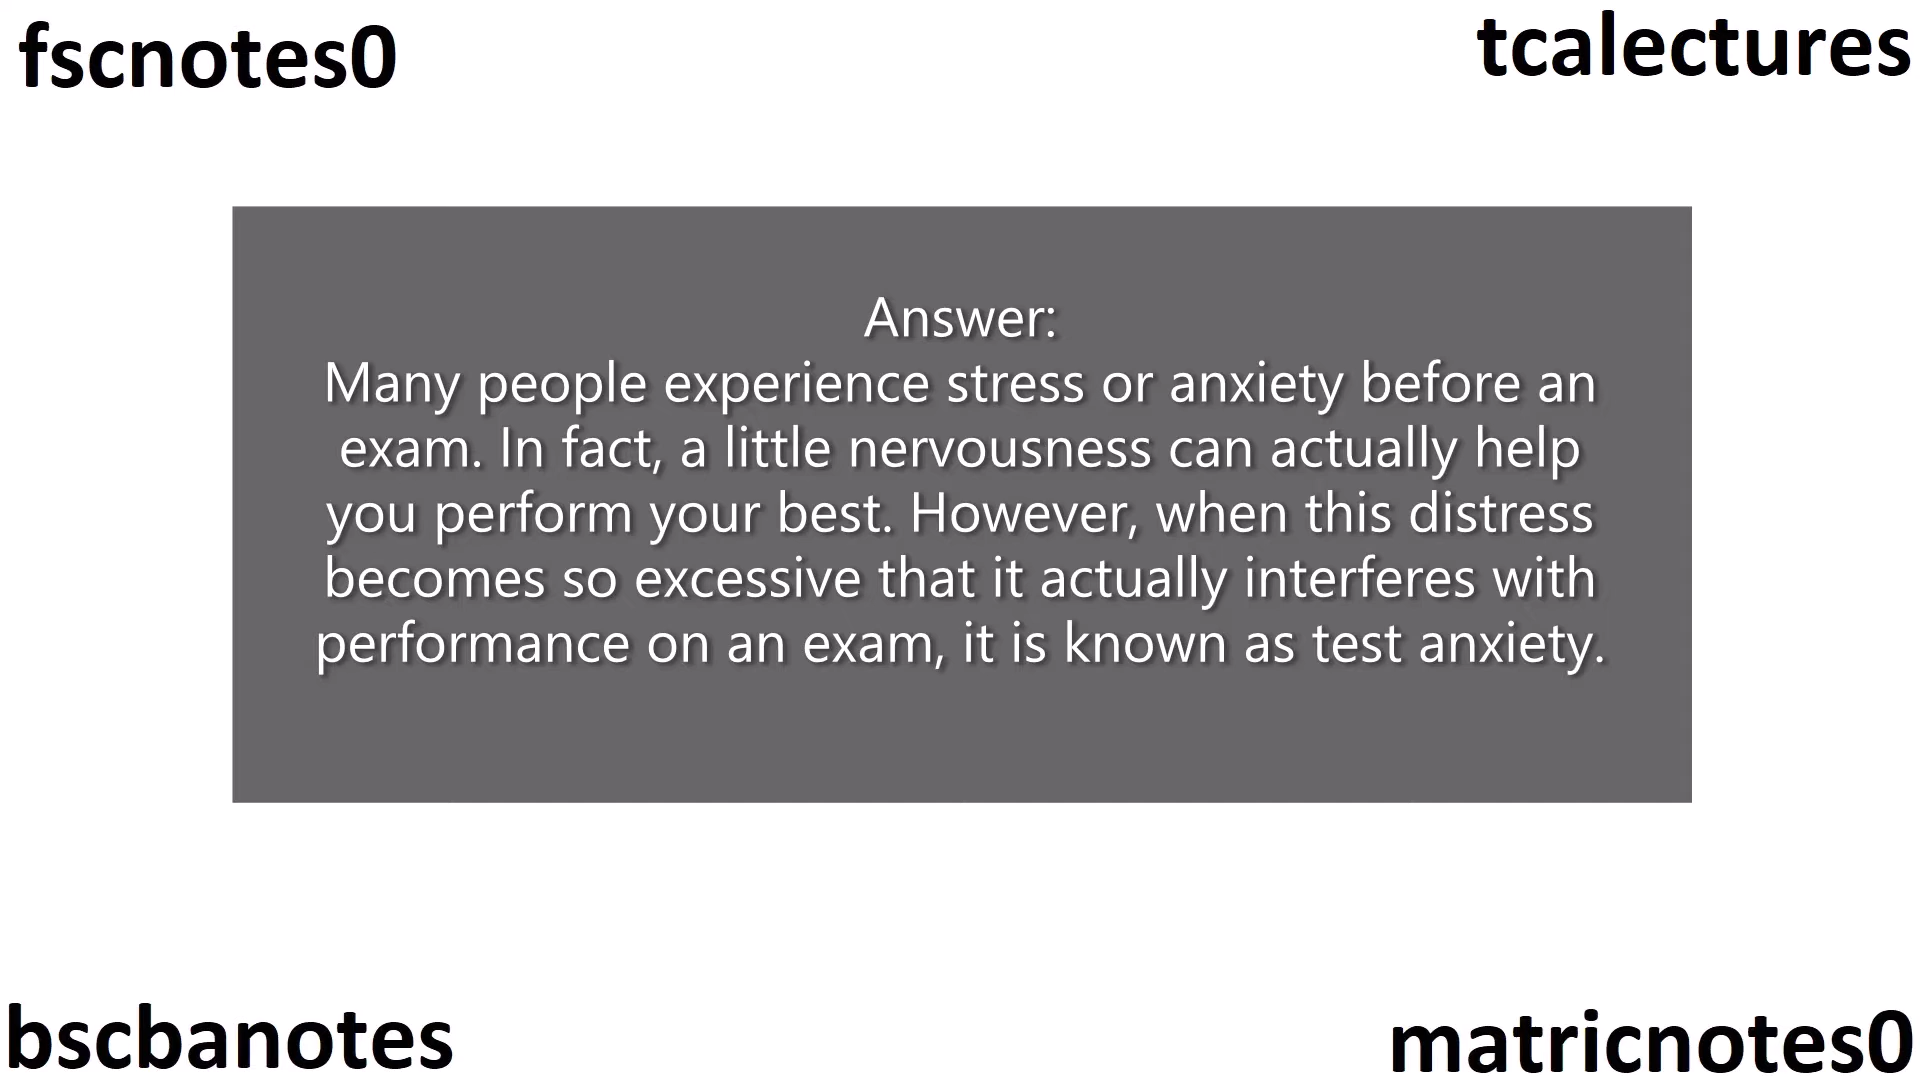 fscnotes0
tcalectures
Answer:
Many people experience stress or anxiety before an
exam. In fact, a little nervousness can actually help
you perform your best. However, when this distress
becomes so excessive that it actually interferes with
performance on an exam, it is known as test anxiety.
bscbanotes
matricnotes0